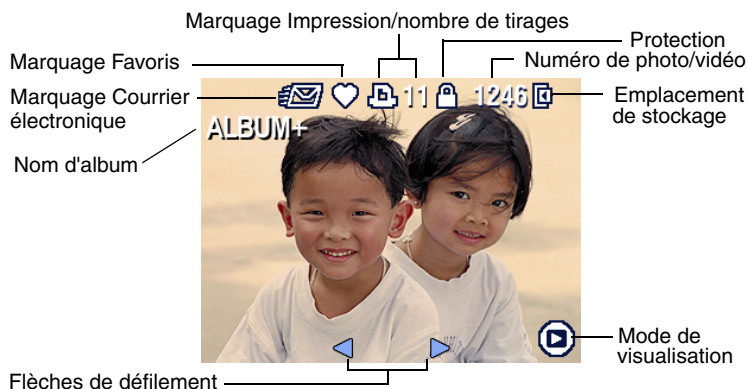 Marquage Impression/nombre de tirages
Protection
Marquage Favoris
Numéro de photo/vidéo
Marquage Courrier
électronique
11
1246
Emplacement
de stockage
ALBUM+
Nom d'album
Mode de
visualisation
Flèches de défilement